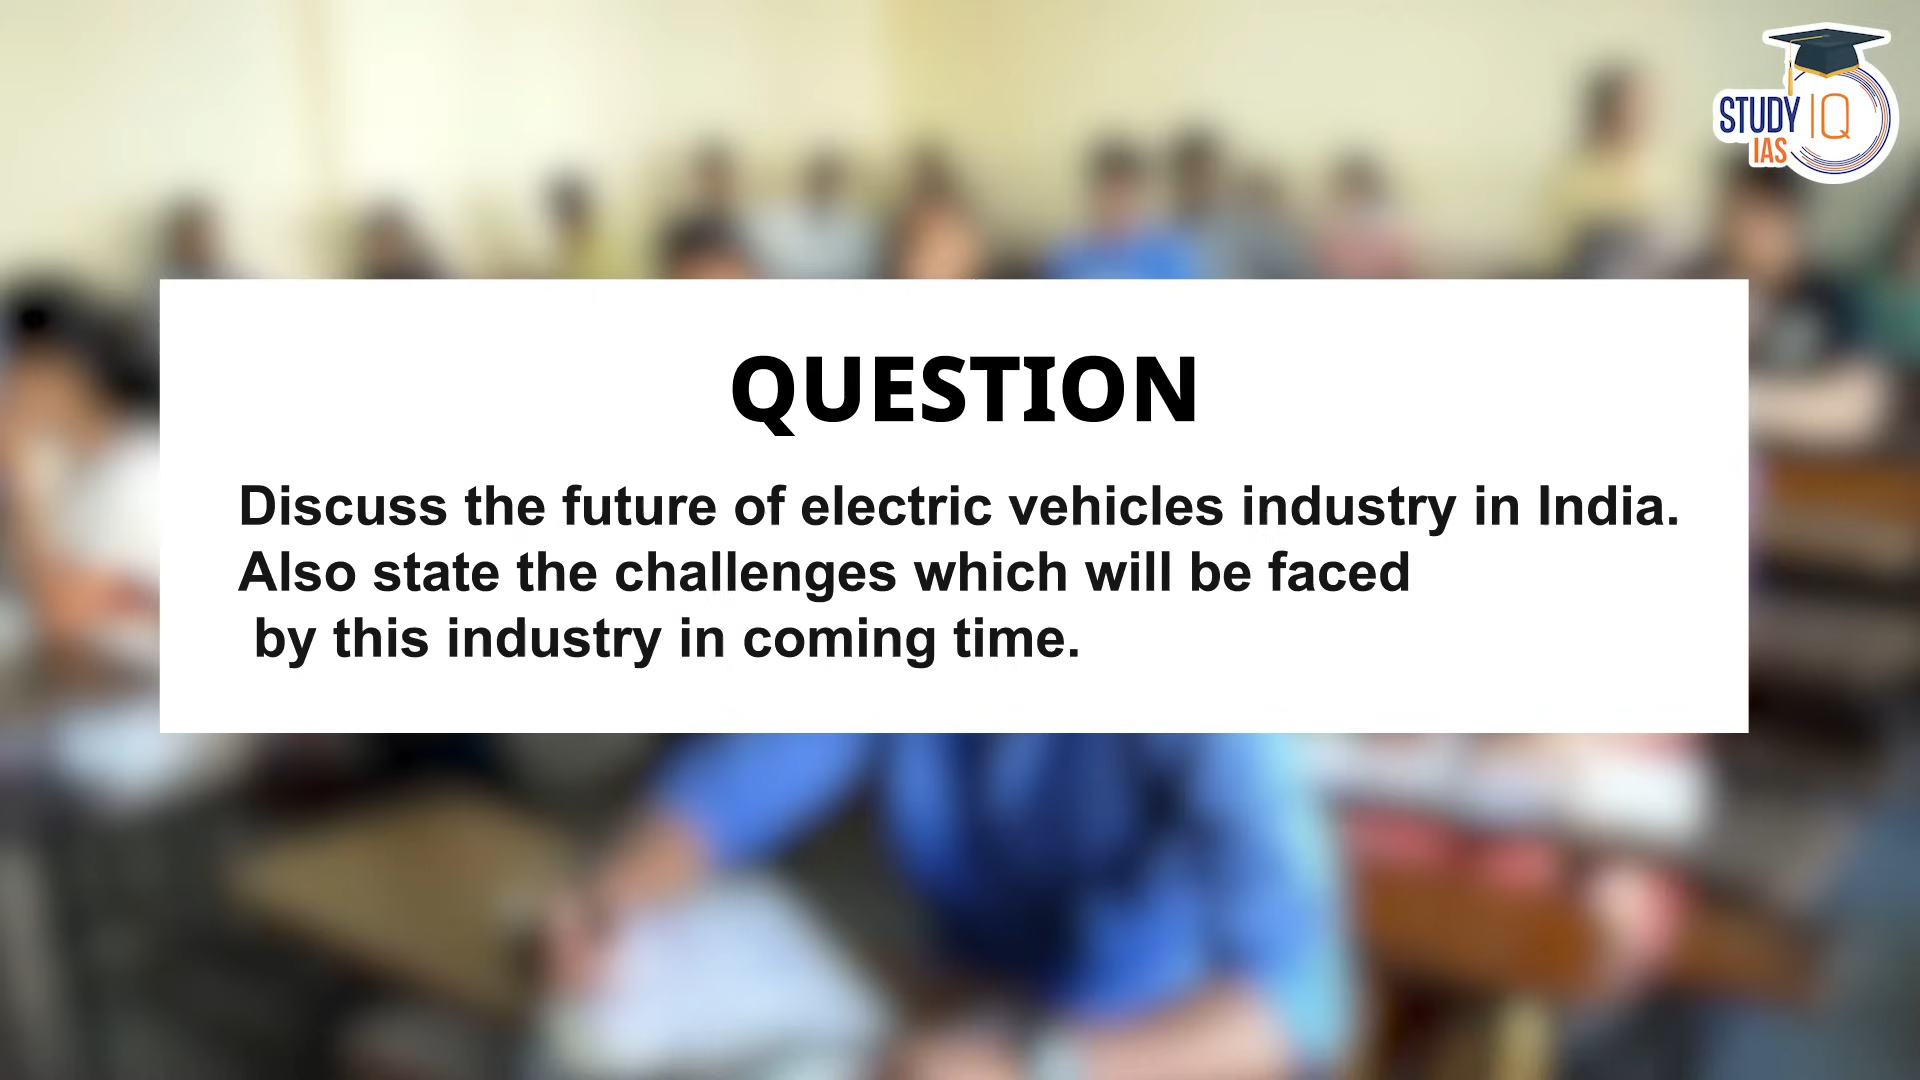 STUDY IQ
IAS
QUESTION
Discuss the future of electric vehicles industry in India.
Also state the challenges which will be faced
by this industry in coming time.